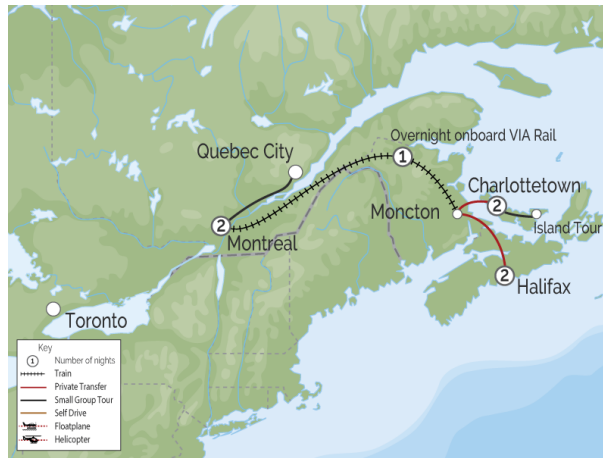 Overnight onboard VIA Rail
1
Quebec City
Charlottetown
2
Moncton
Island Tour
2
Montreal
2
Halifax
Toronto
Key
1 Number of nights
Train
Private Transfer
Small Group Tour
Self Drive
Floatplane
Helicopter